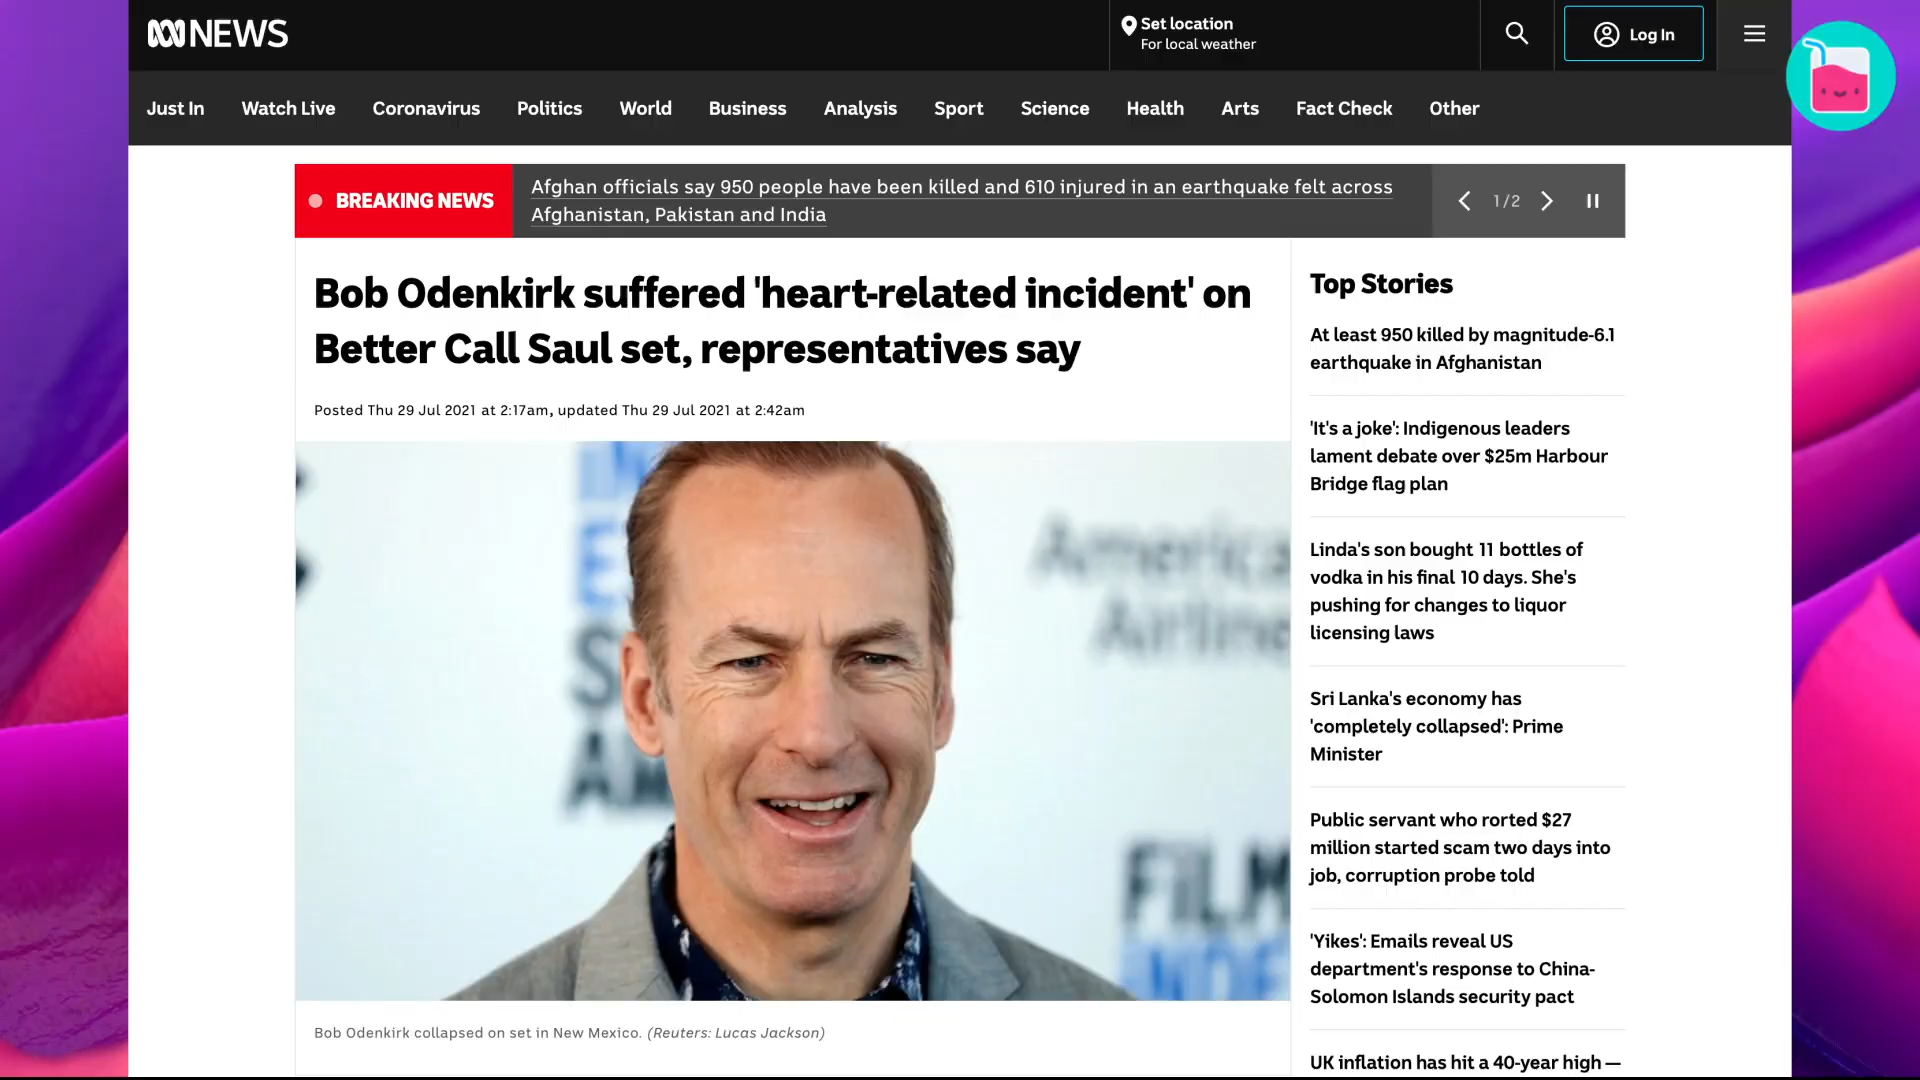 NEWS
Set location
For local weather
Log In
Just In
Watch Live
Coronavirus
Politics
World
Business
Analysis
Sport
Science
Health
Arts
Fact Check
Other
BREAKING NEWS
Afghan officials say 950 people have been killed and 610 injured in an earthquake felt across
Afghanistan, Pakistan and India
1/2
Bob Odenkirk suffered 'heart-related incident' on
Better Call Saul set, representatives say
Posted Thu 29 Jul 2021 at 2:17am, updated Thu 29 Jul 2021 at 2:42am
America
Airline
FILM
INDE
Bob Odenkirk collapsed on set in New Mexico. (Reuters: Lucas Jackson)
Top Stories
At least 950 killed by magnitude-6.1
earthquake in Afghanistan
'It's a joke': Indigenous leaders
lament debate over $25m Harbour
Bridge flag plan
Linda's son bought 11 bottles of
vodka in his final 10 days. She's
pushing for changes to liquor
licensing laws
Sri Lanka's economy has
'completely collapsed': Prime
Minister
Public servant who rorted $27
million started scam two days into
job, corruption probe told
'Yikes': Emails reveal US
department's response to China-
Solomon Islands security pact
UK inflation has hit a 40-year high —